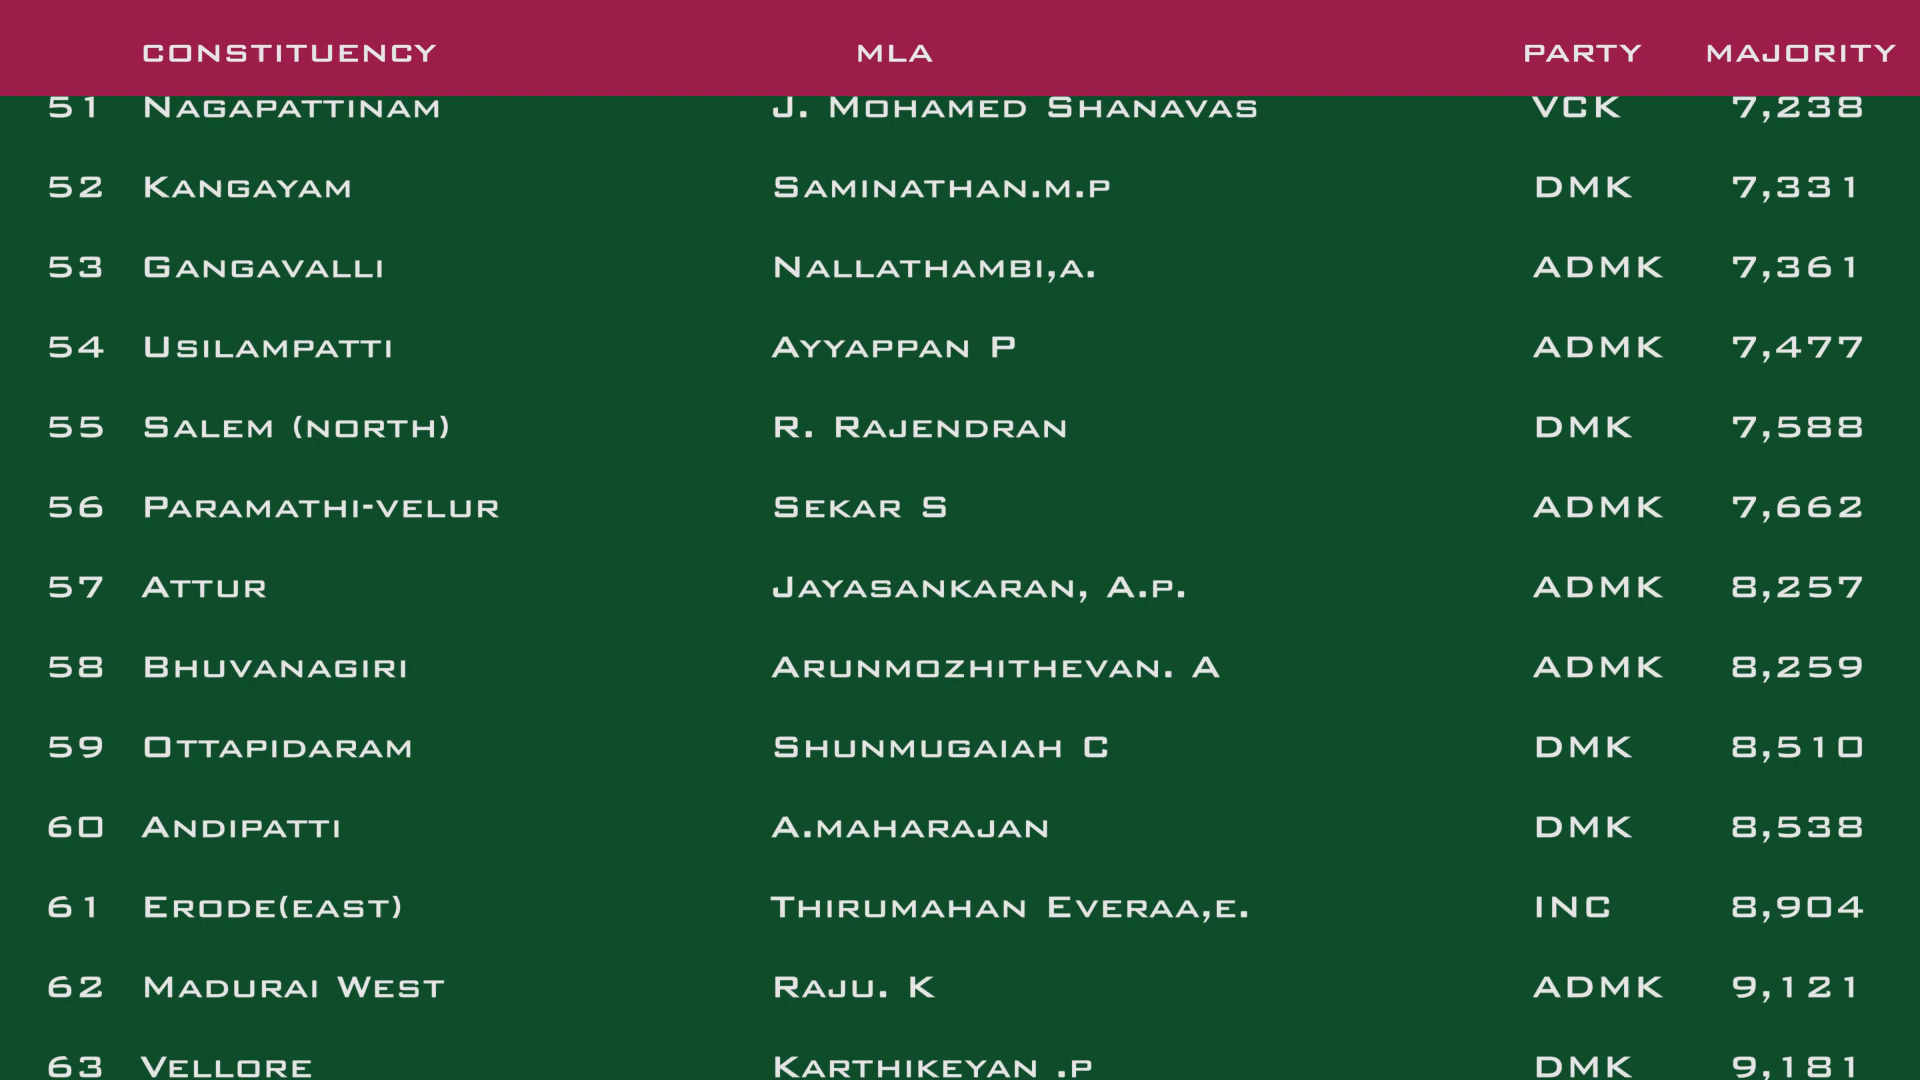 CONSTITUENCY MLA PARTY MAJORITY
51 Nagapattinam J. Mohamed Shanavas VCK 7,238
52 Kangayam Saminathan.m.p DMK 7,331
53 Gangavalli Nallathambi,a. ADMK 7,361
54 Usilampatti Ayyappan P ADMK 7,477
55 Salem (north) R. Rajendran DMK 7,588
56 Paramathi-velur Sekar S ADMK 7,662
57 Attur Jayasankaran, A.p. ADMK 8,257
58 Bhuvanagiri Arunmozhithevan. A ADMK 8,259
59 Ottapidaram Shunmugaiah C DMK 8,510
60 Andipatti A.maharajan DMK 8,538
61 Erode(east) Thirumahan Everaa,e. INC 8,904
62 Madurai West Raju. K ADMK 9,121
63 Vellore Karthikeyan .p DMK 9,181